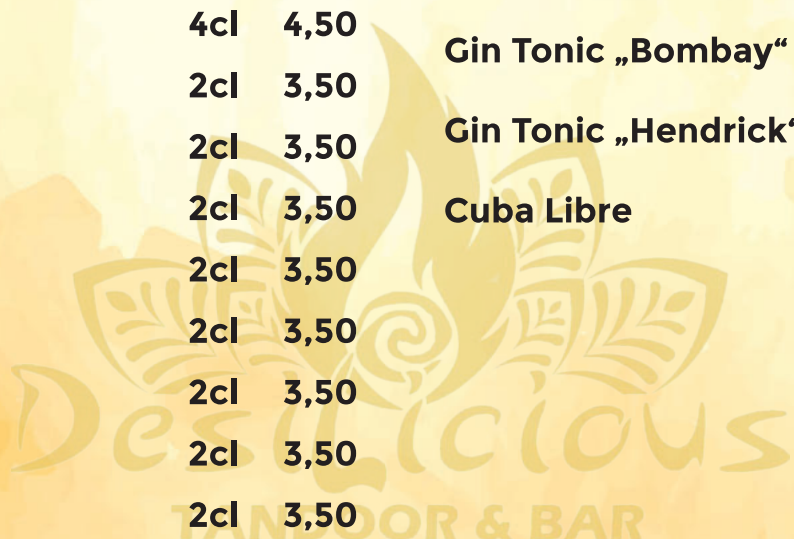 4cl 4,50
2cl 3,50
2cl 3,50
2cl 3,50
2cl 3,50
2cl 3,50
2cl 3,50
2cl 3,50
2cl 3,50
Gin Tonic „Bombay“
Gin Tonic „Hendrick‘
Cuba Libre
DesiLicious
TANDOOR & BAR